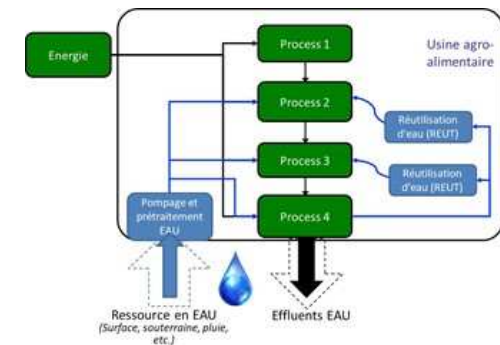 Energie
Process 1
Usine agro-
alimentaire
Process 2
Réutilisation
d'eau (REUT)
Process 3
Réutilisation
d'eau (REUT)
Pompage et
prétraitement
EAU
Process 4
Ressource en EAU
(Surface, souterraine, pluie,
etc.)
Effluents EAU